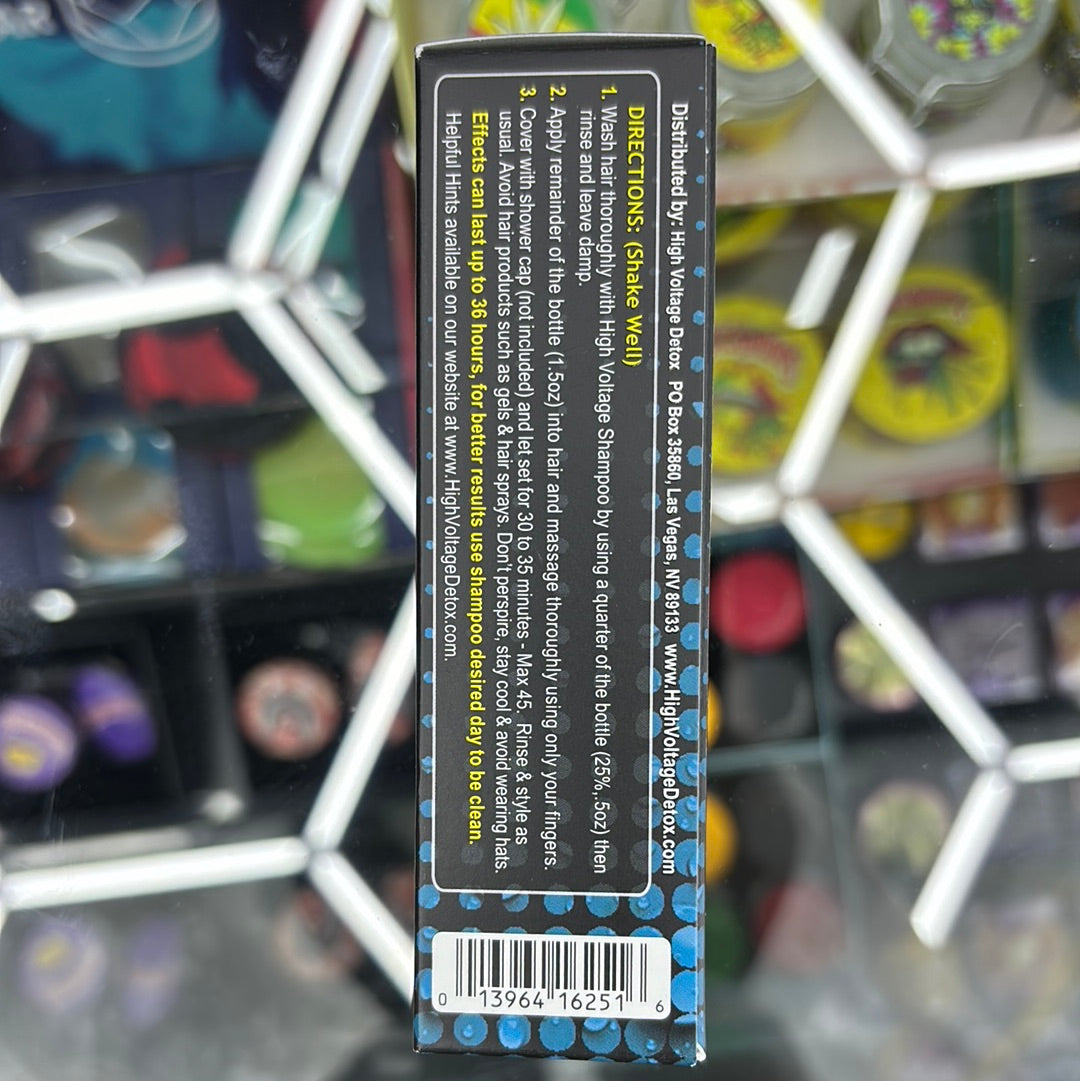 Distributed by: High Voltage Detox PO Box 35960, Las Vegas, NV 89133 www.HighVoltageDetox.com
DIRECTIONS: (Shake Well)
1. Wash hair thoroughly with High Voltage Shampoo by using a quarter of the bottle (25%, .5oz) then
rinse and leave damp.
2. Apply remainder of the bottle (1.5oz) into hair and massage thoroughly using only your fingers.
3. Cover with shower cap (not included) and let set for 30 to 35 minutes - Max 45. Rinse & style as
usual. Avoid hair products such as gels & hair sprays. Don't perspire, stay cool & avoid wearing hats.
Effects can last up to 36 hours, for better results use shampoo desired day to be clean.
Helpful Hints available on our website at www.HighVoltageDetox.com.
0 13964 16251 6